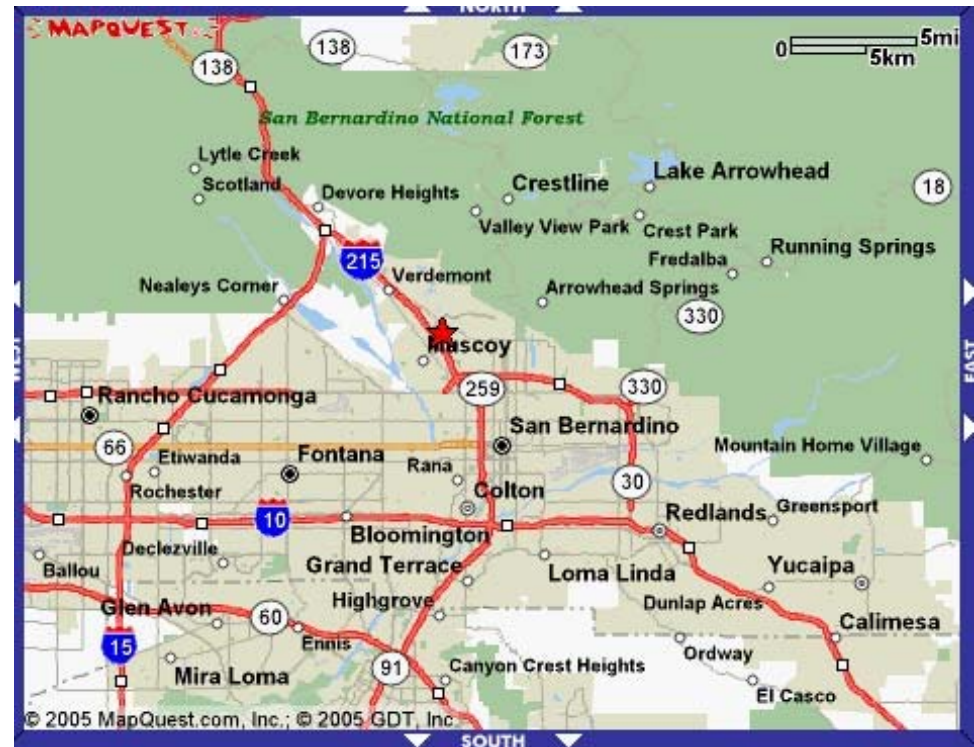 NORTH
MAPQUEST
138
138
173
0 5mi
5km
San Bernardino National Forest
Lytle Creek
Scotland
Devore Heights
Crestline
Lake Arrowhead
18
Valley View Park
Crest Park
Running Springs
Fredalba
215
Verdemont
Nealeys Corner
Arrowhead Springs
330
WEST
EAST
Muscoy
259
330
Rancho Cucamonga
San Bernardino
Mountain Home Village
66
Etiwanda
Fontana
Rana
30
Rochester
Colton
Greensport
10
Redlands
Bloomington
Declezville
Ballou
Grand Terrace
Loma Linda
Yucaipa
Highgrove
Dunlap Acres
Glen Avon
60
Calimesa
15
Ennis
Ordway
Mira Loma
91
Canyon Crest Heights
El Casco
© 2005 MapQuest.com, Inc.; © 2005 GDT, Inc
SOUTH